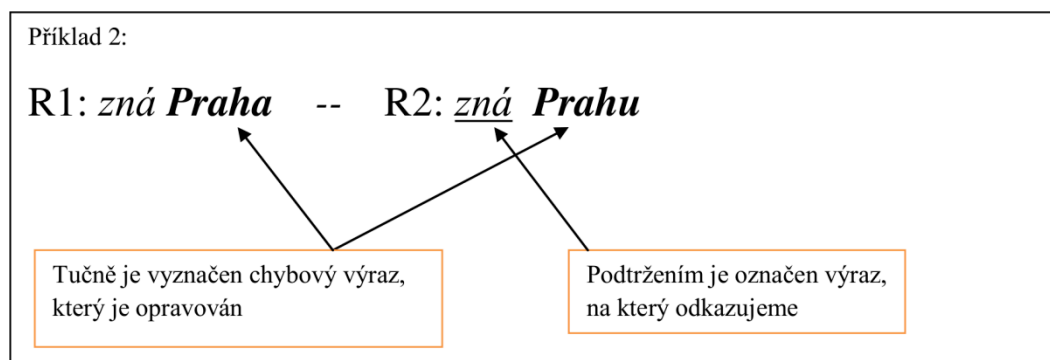 Příklad 2:
R1: zná Praha -- R2: zná Prahu
Tučně je vyznačen chybový výraz,
který je opravován
Podtržením je označen výraz,
na který odkazujeme